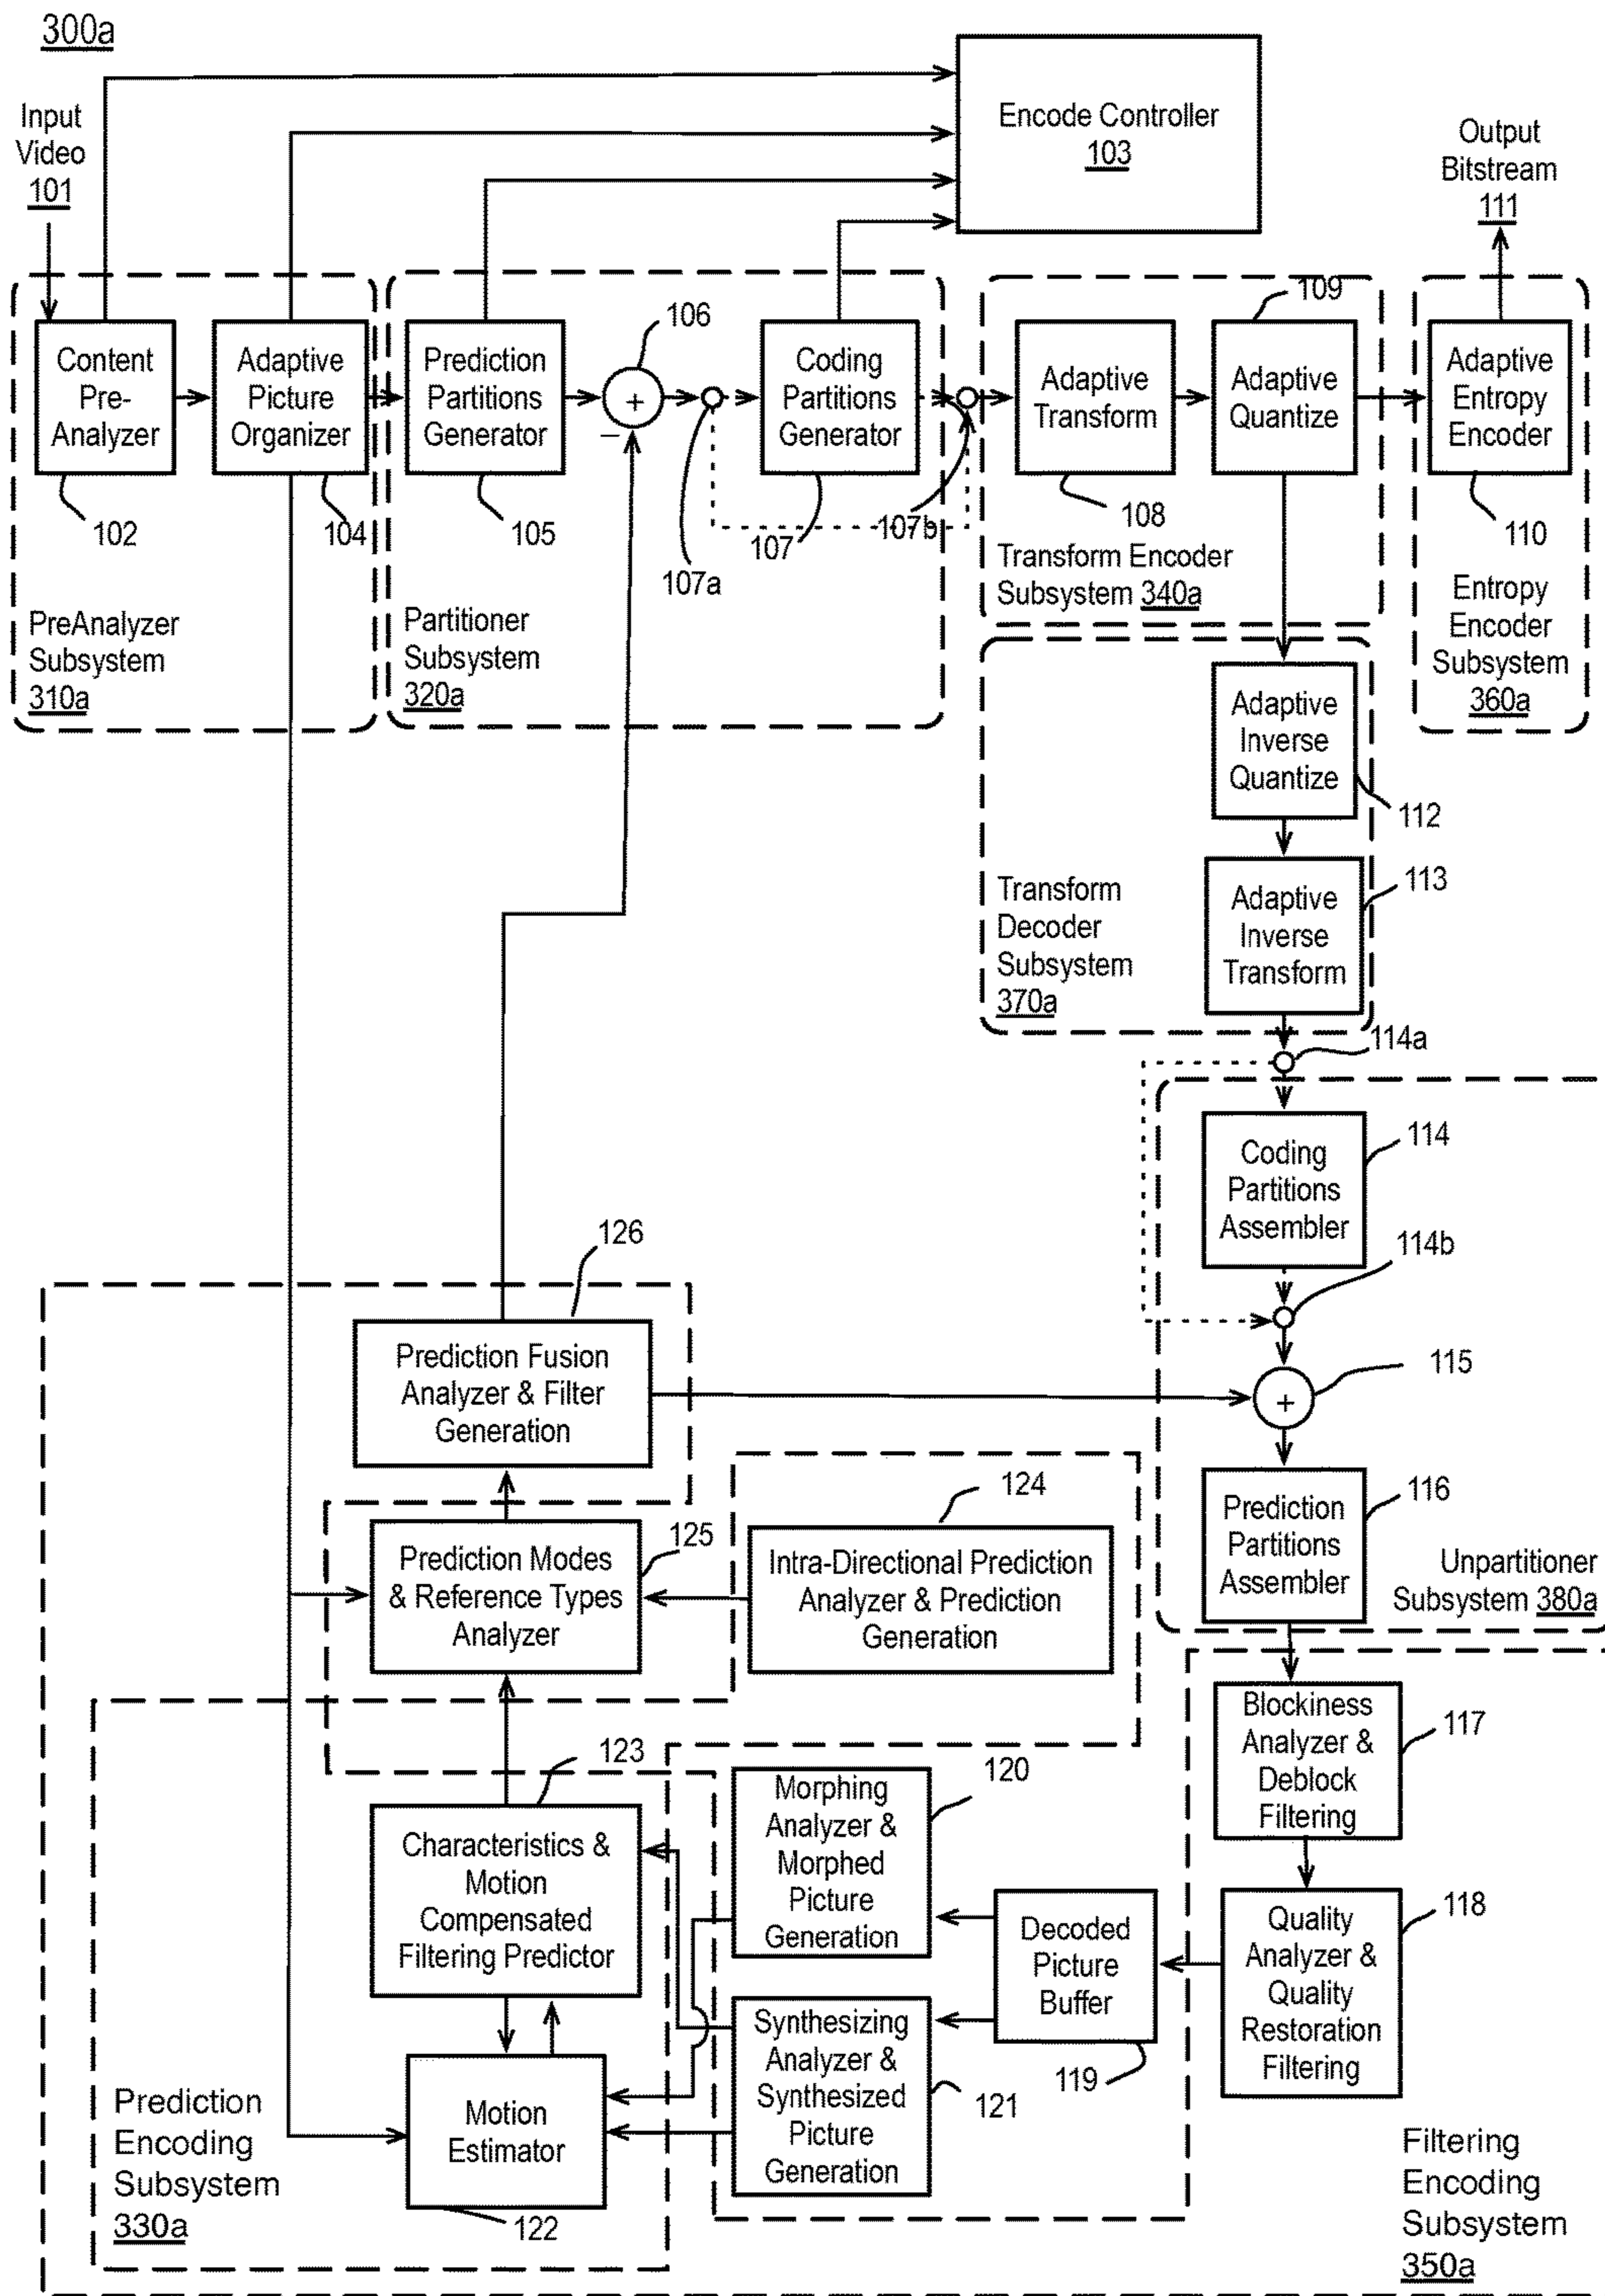 300a
Input
Video
101
Encode Controller
103
Output
Bitstream
111
Content
Pre-
Analyzer
102
Adaptive
Picture
Organizer
104
PreAnalyzer
Subsystem
310a
Prediction
Partitions
Generator
105
106
+
–
107a
Coding
Partitions
Generator
107
107b
Partitioner
Subsystem
320a
Adaptive
Transform
108
109
Adaptive
Quantize
Transform Encoder
Subsystem 340a
Adaptive
Entropy
Encoder
110
Entropy
Encoder
Subsystem
360a
Adaptive
Inverse
Quantize
112
Adaptive
Inverse
Transform
113
Transform
Decoder
Subsystem
370a
114a
Coding
Partitions
Assembler
114
114b
+
115
Prediction
Partitions
Assembler
116
Unpartitioner
Subsystem 380a
126
Prediction Fusion
Analyzer & Filter
Generation
Prediction Modes
& Reference Types
Analyzer
125
124
Intra-Directional Prediction
Analyzer & Prediction
Generation
Blockiness
Analyzer &
Deblock
Filtering
117
Quality
Analyzer &
Quality
Restoration
Filtering
118
123
Characteristics &
Motion
Compensated
Filtering Predictor
Morphing
Analyzer &
Morphed
Picture
Generation
120
Decoded
Picture
Buffer
119
Synthesizing
Analyzer &
Synthesized
Picture
Generation
121
Motion
Estimator
122
Prediction
Encoding
Subsystem
330a
Filtering
Encoding
Subsystem
350a